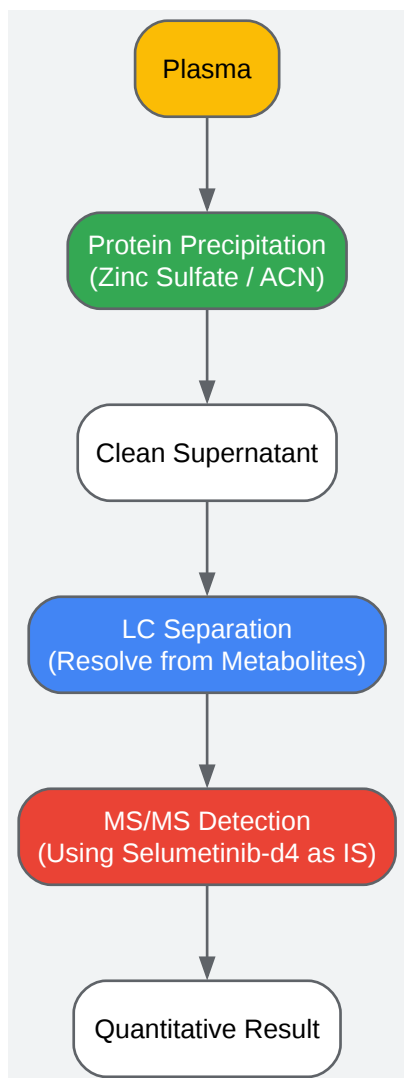 Plasma
Protein Precipitation
(Zinc Sulfate / ACN)
Clean Supernatant
LC Separation
(Resolve from Metabolites)
MS/MS Detection
(Using Selumetinib-d4 as IS)
Quantitative Result